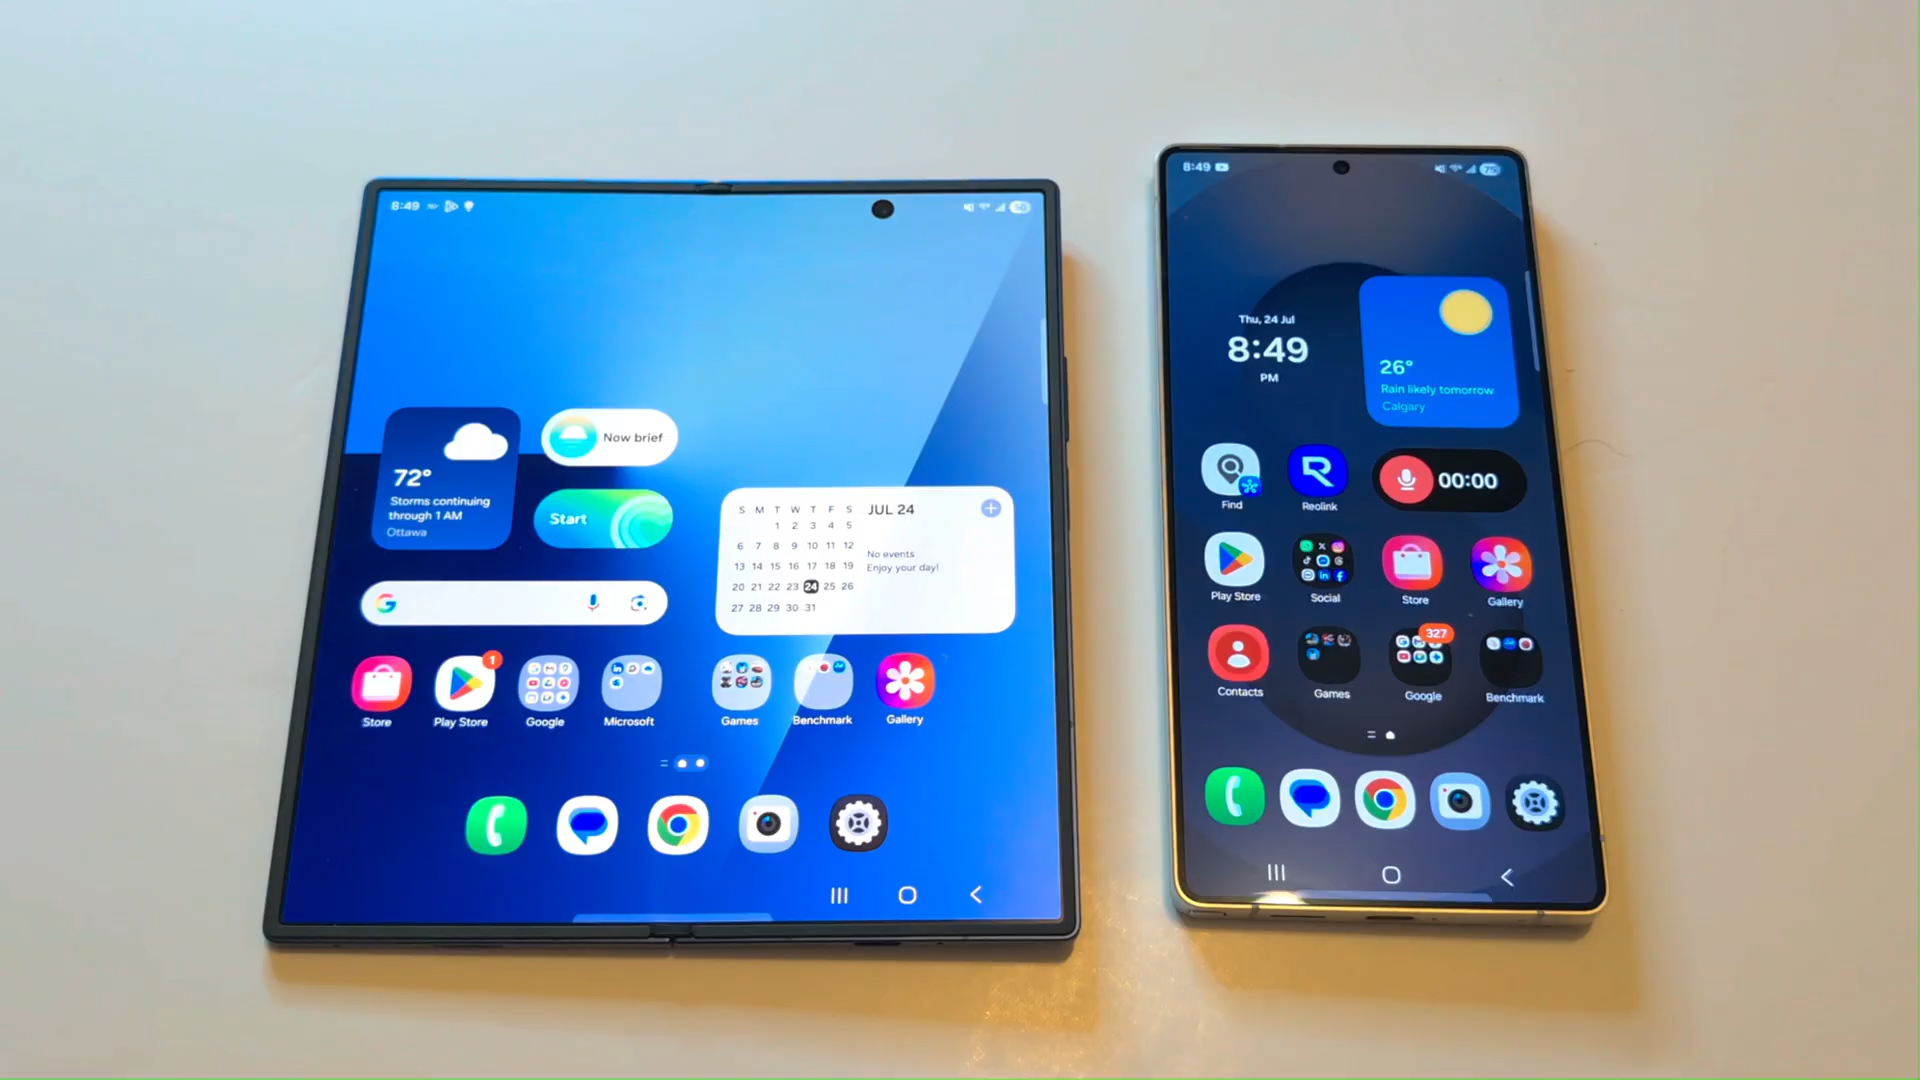 8:49
72°
Storms continuing
through 1 AM
Ottawa
Now brief
Start
S M T W T F S
1 2 3 4 5
6 7 8 9 10 11 12
13 14 15 16 17 18 19
20 21 22 23 24 25 26
27 28 29 30 31
JUL 24
No events
Enjoy your day!
1
Store
Play Store
Google
Microsoft
Games
Benchmark
Gallery
8:49
75
Thu, 24 Jul
8:49
PM
26°
Rain likely tomorrow
Calgary
Find
Reolink
00:00
Play Store
Social
Store
Gallery
327
Contacts
Games
Google
Benchmark